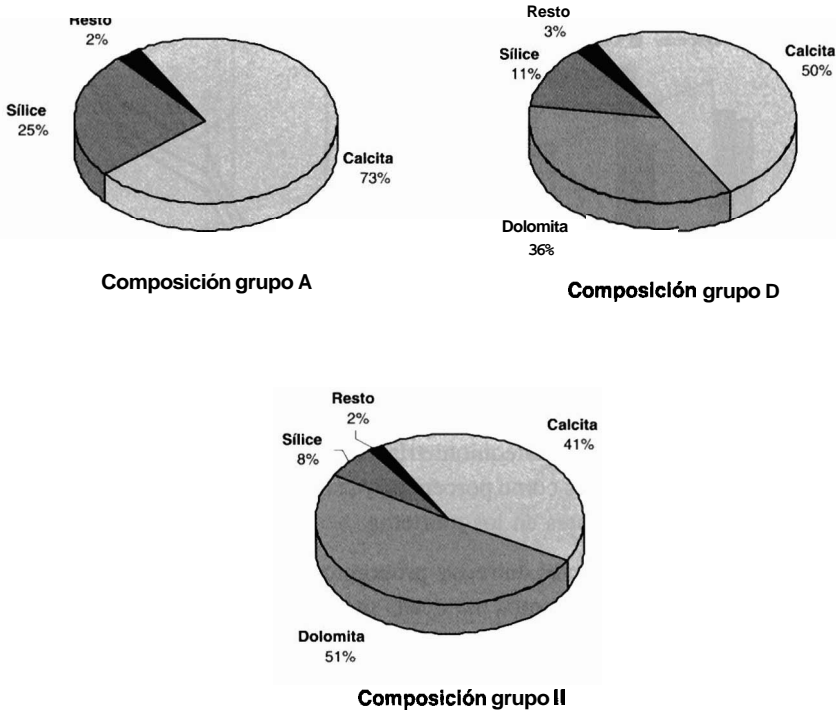 Resto
2%
Sílice
25%
Calcita
73%
Composición grupo A
Resto
3%
Sílice
11%
Calcita
50%
Dolomita
36%
Composición grupo D
Resto
2%
Sílice
8%
Calcita
41%
Dolomita
51%
Composición grupo II